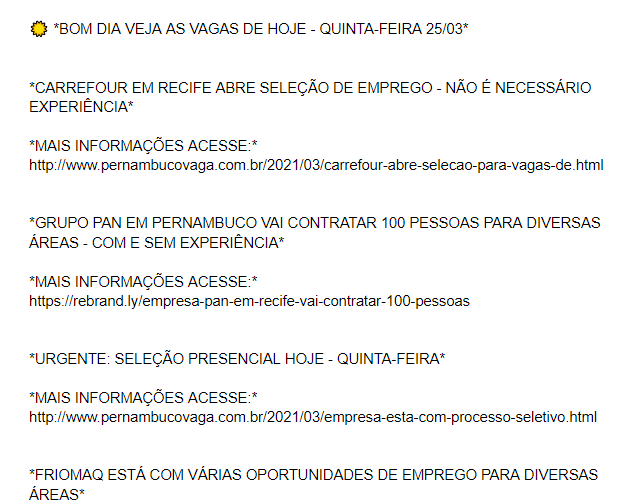 *BOM DIA VEJA AS VAGAS DE HOJE - QUINTA-FEIRA 25/03*
*CARREFOUR EM RECIFE ABRE SELEÇÃO DE EMPREGO - NÃO É NECESSÁRIO
EXPERIÊNCIA*
*MAIS INFORMAÇÕES ACESSE:*
http://www.pernambucovaga.com.br/2021/03/carrefour-abre-selecao-para-vagas-de.html
*GRUPO PAN EM PERNAMBUCO VAI CONTRATAR 100 PESSOAS PARA DIVERSAS
ÁREAS - COM E SEM EXPERIÊNCIA*
*MAIS INFORMAÇÕES ACESSE:*
https://rebrand.ly/empresa-pan-em-recife-vai-contratar-100-pessoas
*URGENTE: SELEÇÃO PRESENCIAL HOJE - QUINTA-FEIRA*
*MAIS INFORMAÇÕES ACESSE:*
http://www.pernambucovaga.com.br/2021/03/empresa-esta-com-processo-seletivo.html
*FRIOMAQ ESTÁ COM VÁRIAS OPORTUNIDADES DE EMPREGO PARA DIVERSAS
ÁREAS*